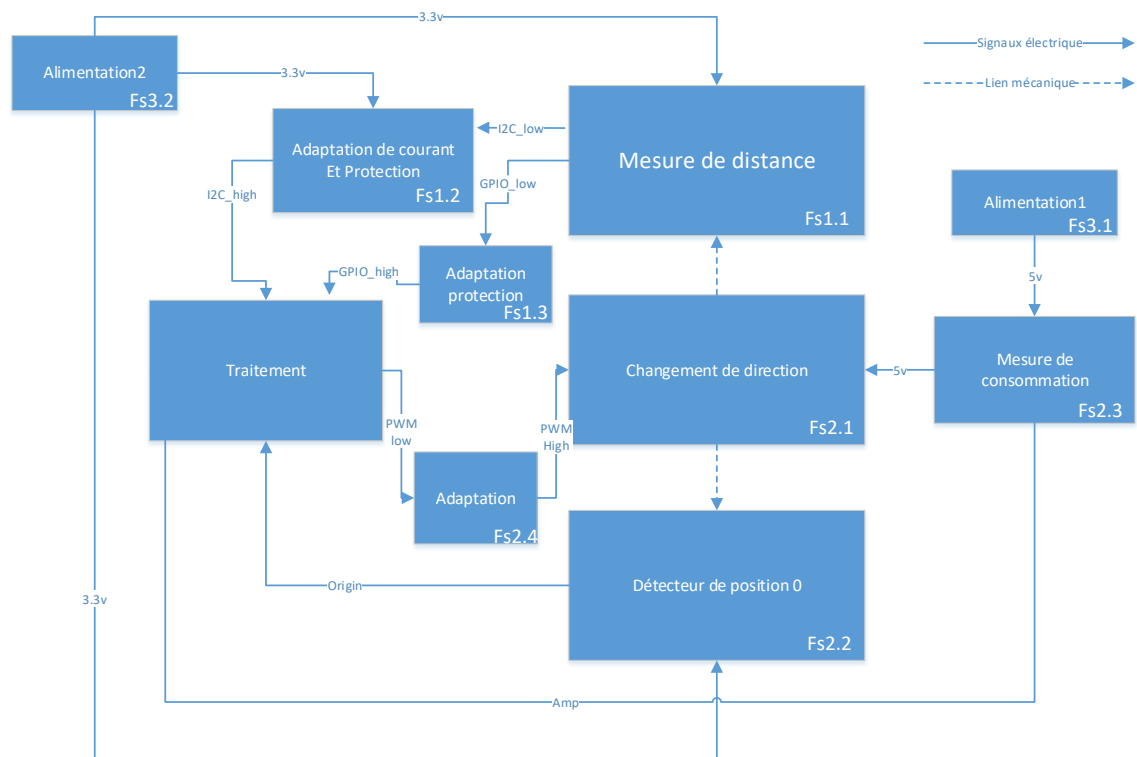 3.3v
Alimentation2
Fs3.2
3.3v
Signaux électrique
Lien mécanique
Adaptation de courant
Et Protection
Fs1.2
I2C_low
Mesure de distance
Fs1.1
I2C_high
GPIO_low
Alimentation1
Fs3.1
GPIO_high
Adaptation
protection
Fs1.3
5v
Traitement
Changement de direction
Fs2.1
5v
Mesure de
consommation
Fs2.3
PWM
low
PWM
High
Adaptation
Fs2.4
Origin
Détecteur de position 0
Fs2.2
3.3v
Amp